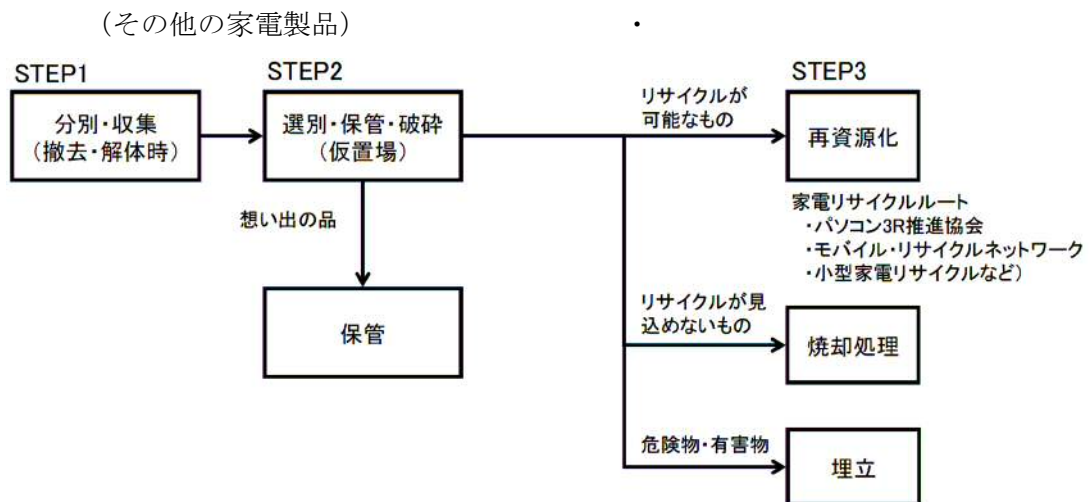 (その他の家電製品)
・
STEP1
分別・収集
(撤去・解体時)
STEP2
選別・保管・破砕
(仮置場)
想い出の品
保管
リサイクルが
可能なもの
STEP3
再資源化
家電リサイクルルート
・パソコン3R推進協会
・モバイル・リサイクルネットワーク
・小型家電リサイクルなど)
リサイクルが見
込めないもの
焼却処理
危険物・有害物
埋立